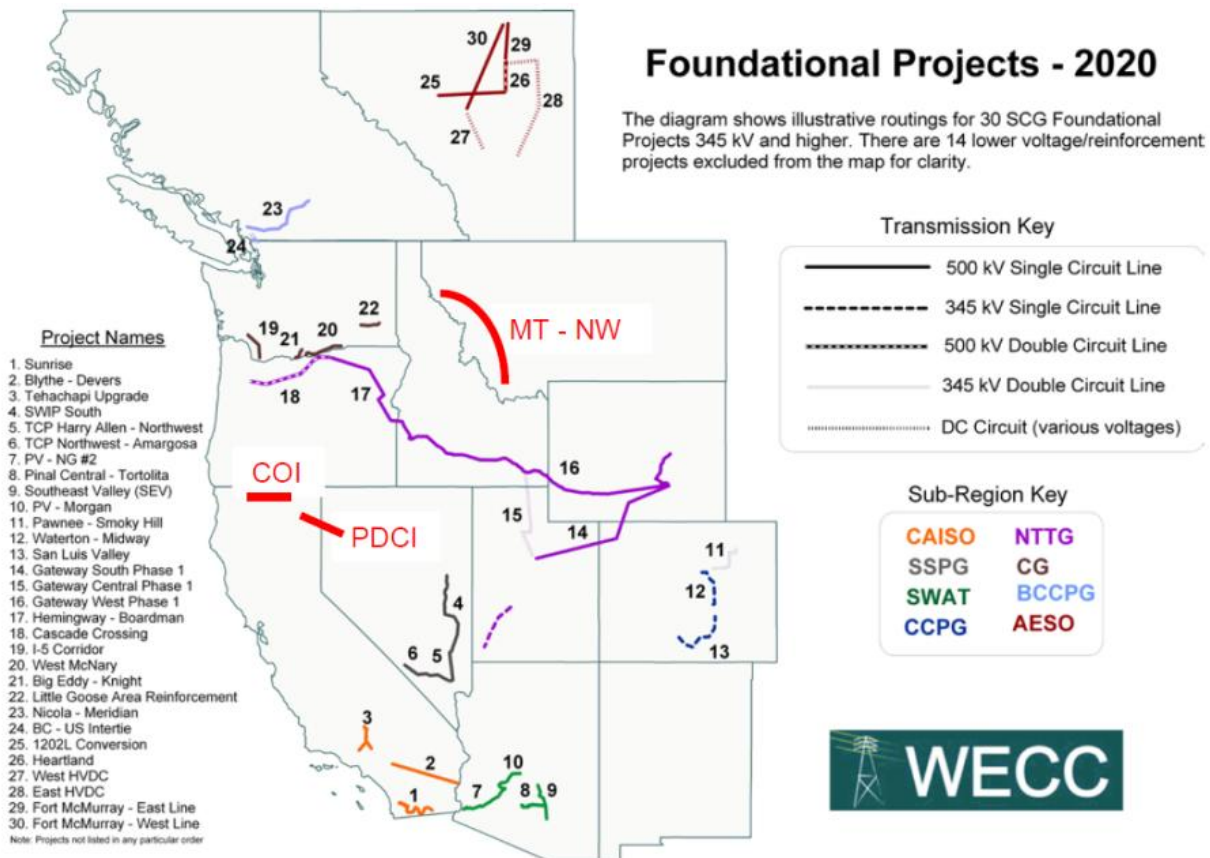 Foundational Projects - 2020
The diagram shows illustrative routings for 30 SCG Foundational
Projects 345 kV and higher. There are 14 lower voltage/reinforcement
projects excluded from the map for clarity.
Transmission Key
500 kV Single Circuit Line
345 kV Single Circuit Line
500 kV Double Circuit Line
345 kV Double Circuit Line
DC Circuit (various voltages)
Sub-Region Key
CAISO NTTG
SSPG CG
SWAT BCCPG
CCPG AESO
WECC
Project Names
1. Sunrise
2. Blythe - Devers
3. Tehachapi Upgrade
4. SWIP South
5. TCP Harry Allen - Northwest
6. TCP Northwest - Amargosa
7. PV - NG #2
8. Pinal Central - Tortolita
9. Southeast Valley (SEV)
10. PV - Morgan
11. Pawnee - Smoky Hill
12. Waterton - Midway
13. San Luis Valley
14. Gateway South Phase 1
15. Gateway Central Phase 1
16. Gateway West Phase 1
17. Hemingway - Boardman
18. Cascade Crossing
19. I-5 Corridor
20. West McNary
21. Big Eddy - Knight
22. Little Goose Area Reinforcement
23. Nicola - Meridian
24. BC - US Intertie
25. 1202L Conversion
26. Heartland
27. West HVDC
28. East HVDC
29. Fort McMurray - East Line
30. Fort McMurray - West Line
Note: Projects not listed in any particular order
30
29
25
26
28
27
23
24
MT - NW
22
19
21
20
18
17
16
COI
PDCI
15
14
11
12
13
4
6
5
3
2
1
10
7
8
9